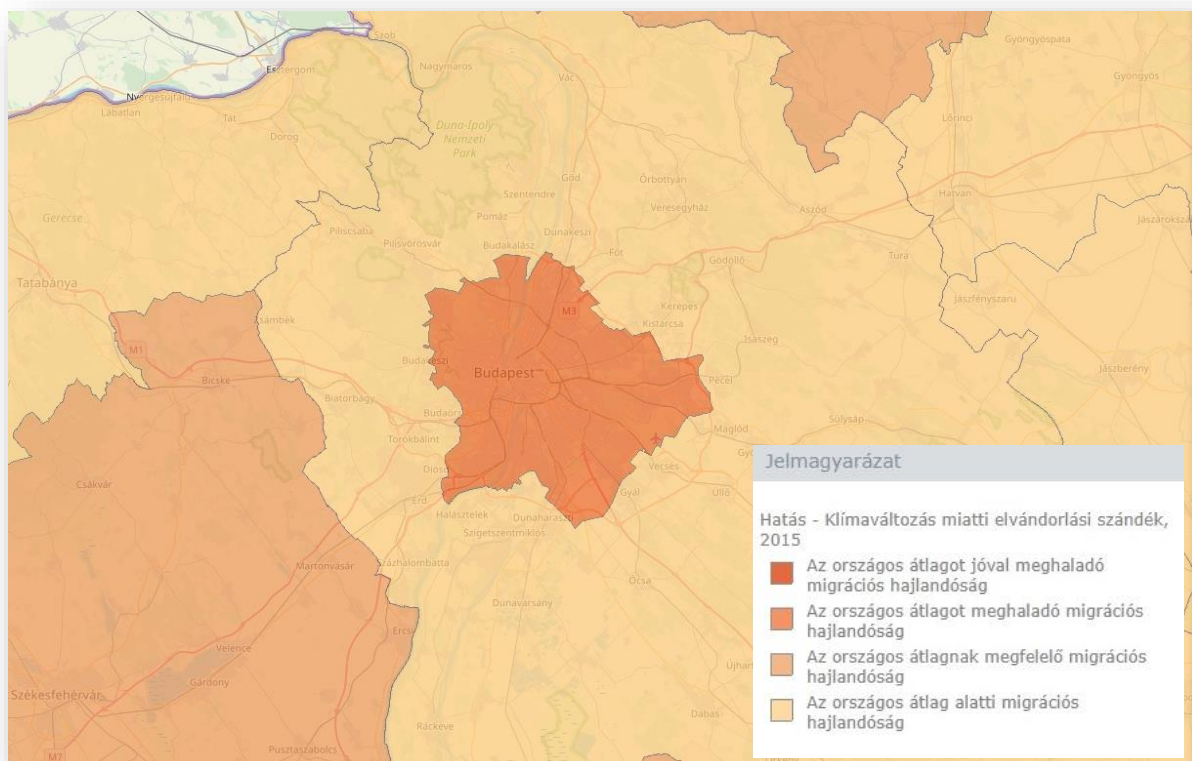 Szob
Gyöngyöspata
Nagymaros
Vác
Gyöngyös
Esztergom
Nyergesújfalu
Lábatlan
Tát
Lőrinci
Dorog
Duna-Ipoly
Nemzeti
Park
Göd
Őrbottyán
Hatvan
Szentendre
Veresegyház
Aszód
Gerecse
Pomáz
Piliscsaba
Dunakeszi
Pilisvörösvár
Budakalász
Fót
Tura
Gödöllő
Tatabánya
Jászfényszaru
Kerepes
M3
Zsámbék
Kistarcsa
Isaszeg
M1
Budakeszi
Jászberény
Budapest
Bicske
Pécel
Biatorbágy
Budaörs
Sülysáp
Maglód
Törökbálint
Vecsés
Csákvár
Érd
Gyál
Üllő
Halásztelek
Dunaharaszti
Szigetszentmiklós
Százhalombatta
Martonvásár
Ócsa
Dunavarsány
Ercsi
Velence
Gárdony
Székesfehérvár
Dabas
Ráckeve
Pusztaszabolcs
M7
Jelmagyarázat
Hatás - Klímaváltozás miatti elvándorlási szándék,
2015
Az országos átlagot jóval meghaladó
migrációs hajlandóság
Az országos átlagot meghaladó migrációs
hajlandóság
Az országos átlagnak megfelelő migrációs
hajlandóság
Az országos átlag alatti migrációs
hajlandóság